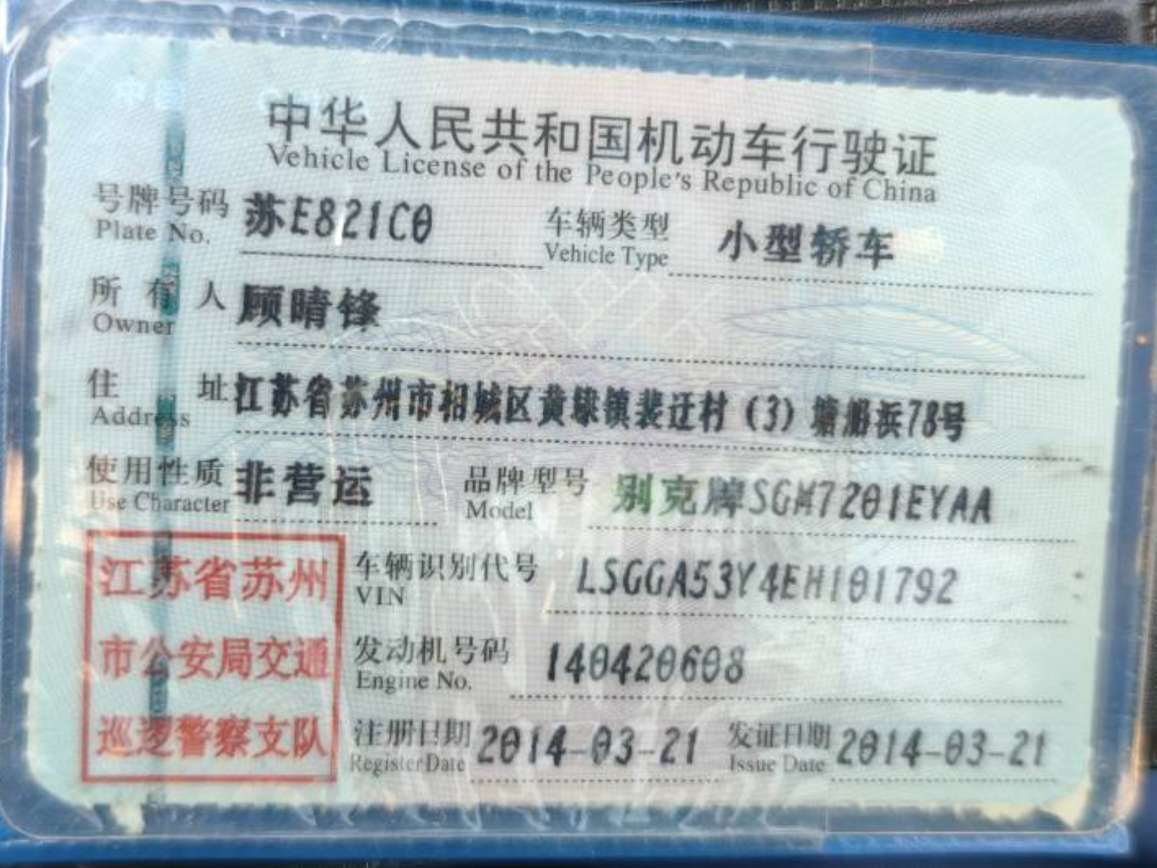 中华人民共和国机动车行驶证
Vehicle License of the People's Republic of China
号牌号码 苏E821C0 车辆类型 小型轿车
Plate No. Vehicle Type
所有人 顾晴锋
Owner
住址 江苏省苏州市相城区黄埭镇裴迁村(3)塘船浜78号
Address
使用性质 非营运 品牌型号 别克牌SGM7201EYAA
Use Character Model
江苏省苏州
市公安局交通
巡逻警察支队
车辆识别代号 LSGGA53Y4EH101792
VIN
发动机号码 140420608
Engine No.
注册日期 2014-03-21 发证日期 2014-03-21
Register Date Issue Date